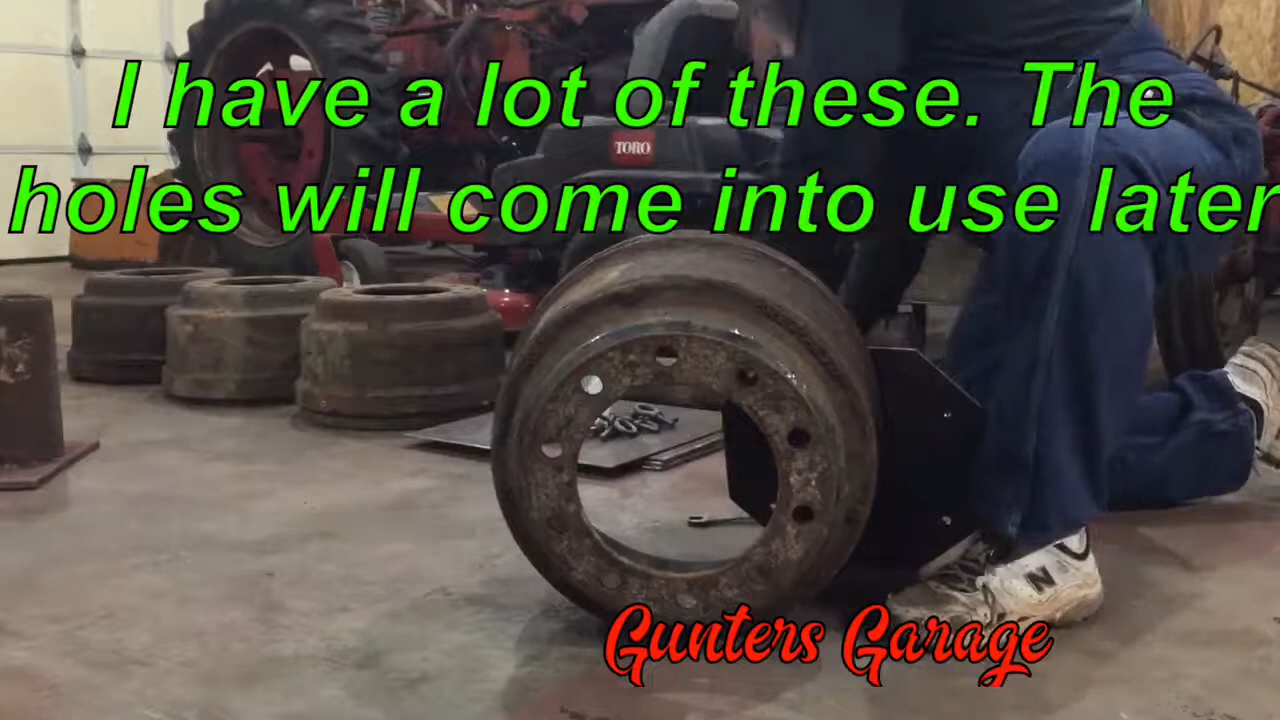 I have a lot of these. The
TORO
holes will come into use later
N
Gunters Garage